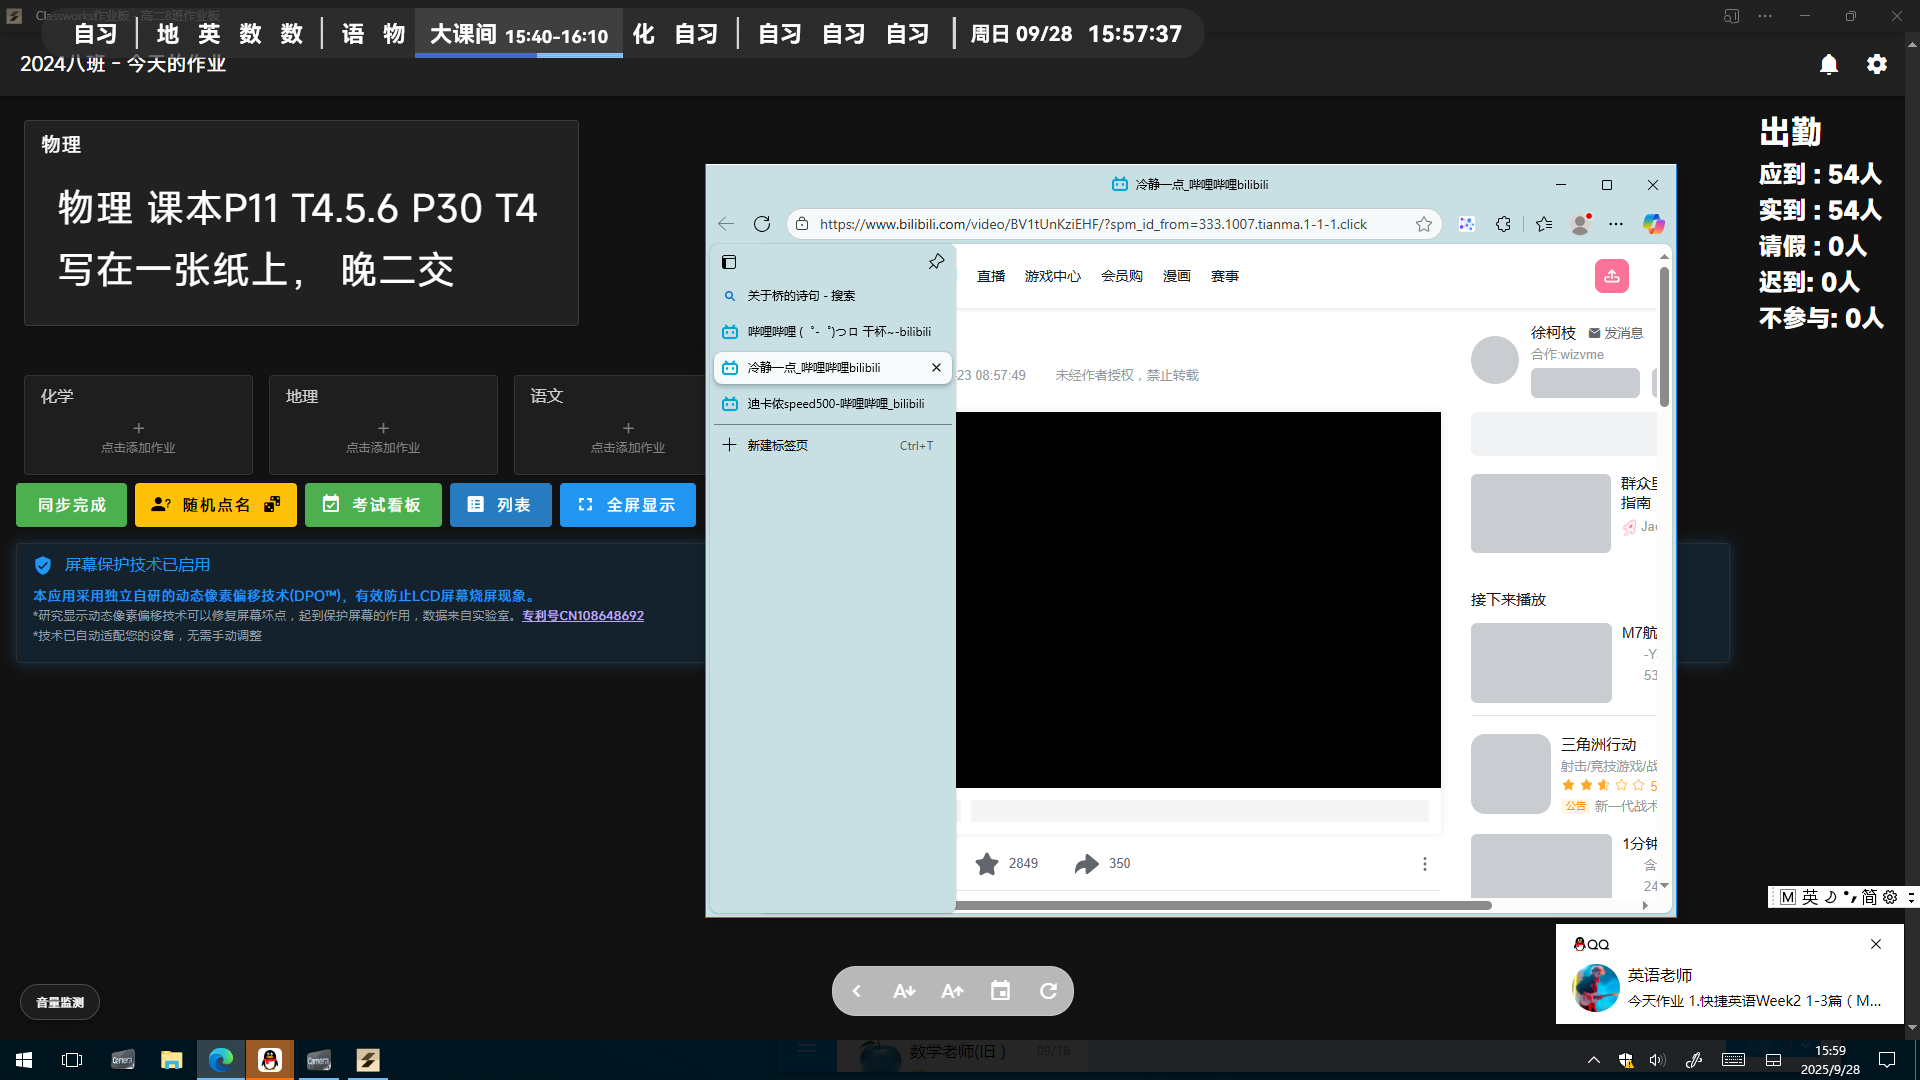 Classworks作业板 - 高二8班作业板
自习 | 地 英 数 数 | 语 物 大课间 15:40-16:10 化 自习 | 自习 自习 自习 | 周日 09/28 15:57:37
2024八班 - 今天的作业
物理
物理 课本P11 T4.5.6 P30 T4
写在一张纸上， 晚二交
化学
点击添加作业
地理
点击添加作业
语文
点击添加作业
同步完成
随机点名
考试看板
列表
全屏显示
屏幕保护技术已启用
本应用采用独立自研的动态像素偏移技术(DPO™)，有效防止LCD屏幕烧屏现象。
*研究显示动态像素偏移技术可以修复屏幕坏点，起到保护屏幕的作用，数据来自实验室。专利号CN108648692
*技术已自动适配您的设备，无需手动调整
音量监测
出勤
应到 : 54人
实到 : 54人
请假 : 0人
迟到: 0人
不参与: 0人
冷静一点_哔哩哔哩bilibili
https://www.bilibili.com/video/BV1tUnKziEHF/?spm_id_from=333.1007.tianma.1-1-1.click
关于桥的诗句 - 搜索
哔哩哔哩 ( ゜- ゜)つロ 干杯~-bilibili
冷静一点_哔哩哔哩bilibili
迪卡侬speed500-哔哩哔哩_bilibili
新建标签页 Ctrl+T
直播 游戏中心 会员购 漫画 赛事
-23 08:57:49 未经作者授权，禁止转载
2849 350
徐柯枝 发消息
合作:wizvme
群众
指南
Jac
接下来播放
M7航
-Y
53
三角洲行动
射击/竞技游戏/战
5
公告 新一代战术
1分钟
含
24
M 英 简
QQ
英语老师
今天作业 1.快捷英语Week2 1-3篇（M...
数学老师(旧） 09/18
15:59
2025/9/28